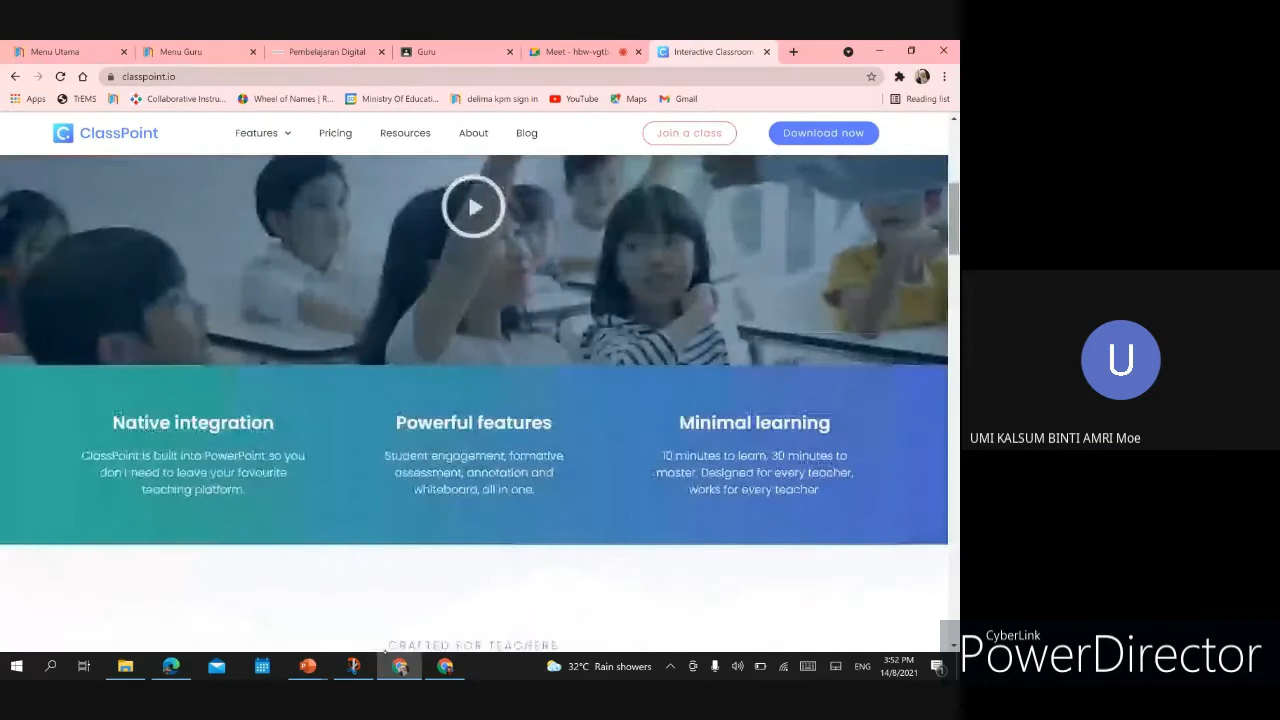 Menu Utama
Menu Guru
Pembelajaran Digital
Guru
Meet - hbw-vgtb
Interactive Classroom
classpoint.io
Apps
TrEMS
Collaborative Instru...
Wheel of Names | R...
Ministry Of Educati...
delima kpm sign in
YouTube
Maps
Gmail
Reading list
ClassPoint
Features
Pricing
Resources
About
Blog
Join a class
Download now
Native integration
ClassPoint is built into PowerPoint so you
don't need to leave your favourite
teaching platform.
Powerful features
Student engagement, formative
assessment, annotation and
whiteboard, all in one.
Minimal learning
10 minutes to learn, 30 minutes to
master. Designed for every teacher,
works for every teacher
CRAFTED FOR TEACHERS
U
UMI KALSUM BINTI AMRI Moe
32°C Rain showers
ENG
3:52 PM
14/8/2021
CyberLink
PowerDirector